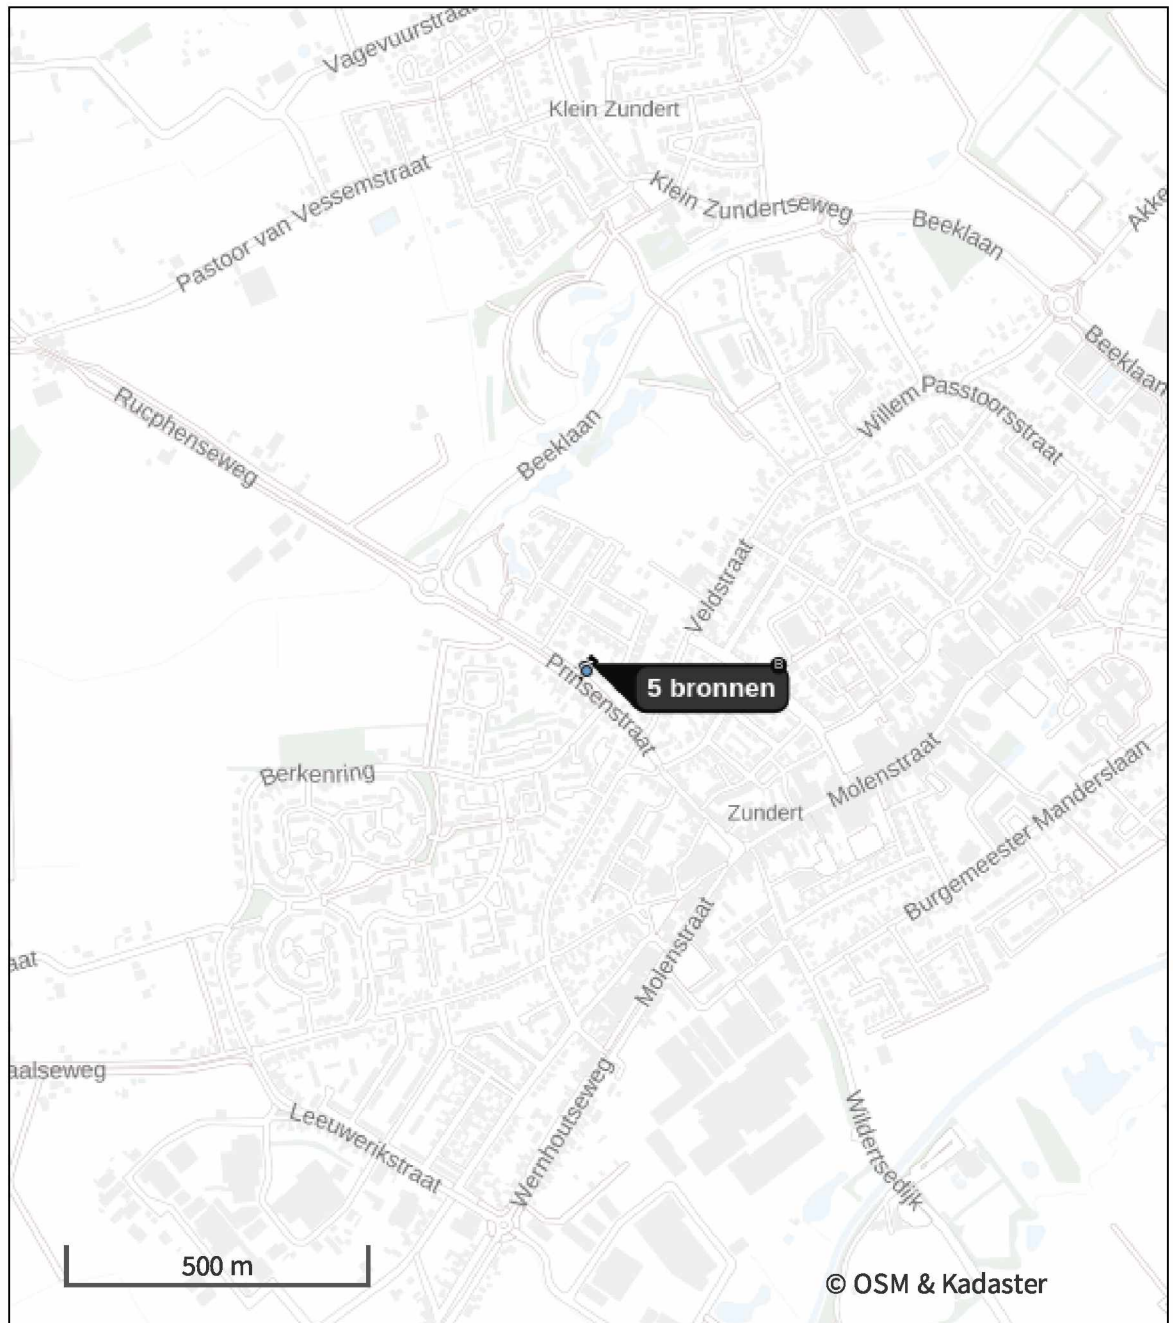 Vagevuurstraat
Klein Zundert
Pastoor van Vessemstraat
Klein Zundertseweg
Beeklaan
Akke
Beeklaan
Rucphenseweg
Willem Passtoorsstraat
Beeklaan
Veldstraat
B
5 bronnen
Prinsenstraat
Berkenring
Molenstraat
Zundert
Burgemeester Manderslaan
aat
Molenstraat
aalseweg
Leeuwerikstraat
Wernhoutseweg
Wildertsedijk
500 m
© OSM & Kadaster